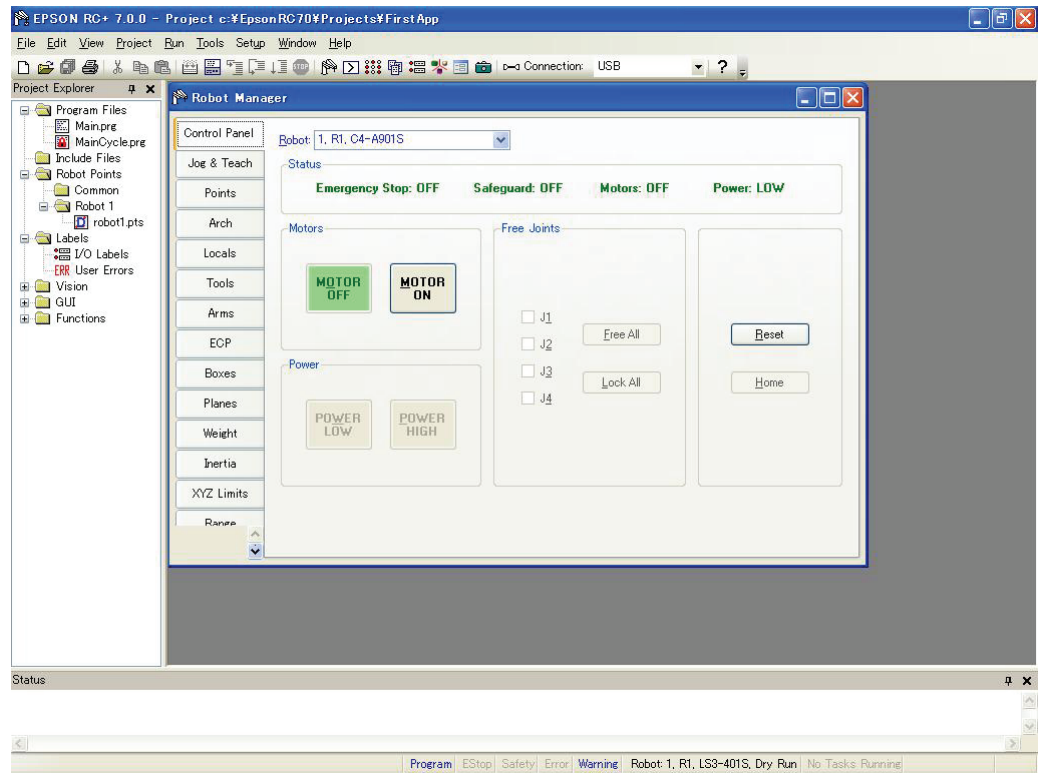 EPSON RC+ 7.0.0 - Project c:¥EpsonRC70¥Projects¥FirstApp
File Edit View Project Run Tools Setup Window Help
STOP Connection: USB ?
Project Explorer
Program Files
Main.prg
MainCycle.prg
Include Files
Robot Points
Common
Robot 1
robot1.pts
Labels
I/O Labels
ERR User Errors
Vision
GUI
Functions
Robot Manager
Control Panel
Jog & Teach
Points
Arch
Locals
Tools
Arms
ECP
Boxes
Planes
Weight
Inertia
XYZ Limits
Range
Robot: 1, R1, C4-A901S
Status
Emergency Stop: OFF Safeguard: OFF Motors: OFF Power: LOW
Motors
MOTOR OFF
MOTOR ON
Power
POWER LOW
POWER HIGH
Free Joints
J1
J2
J3
J4
Free All
Lock All
Reset
Home
Status
Program EStop Safety Error Warning Robot: 1, R1, LS3-401S, Dry Run No Tasks Running